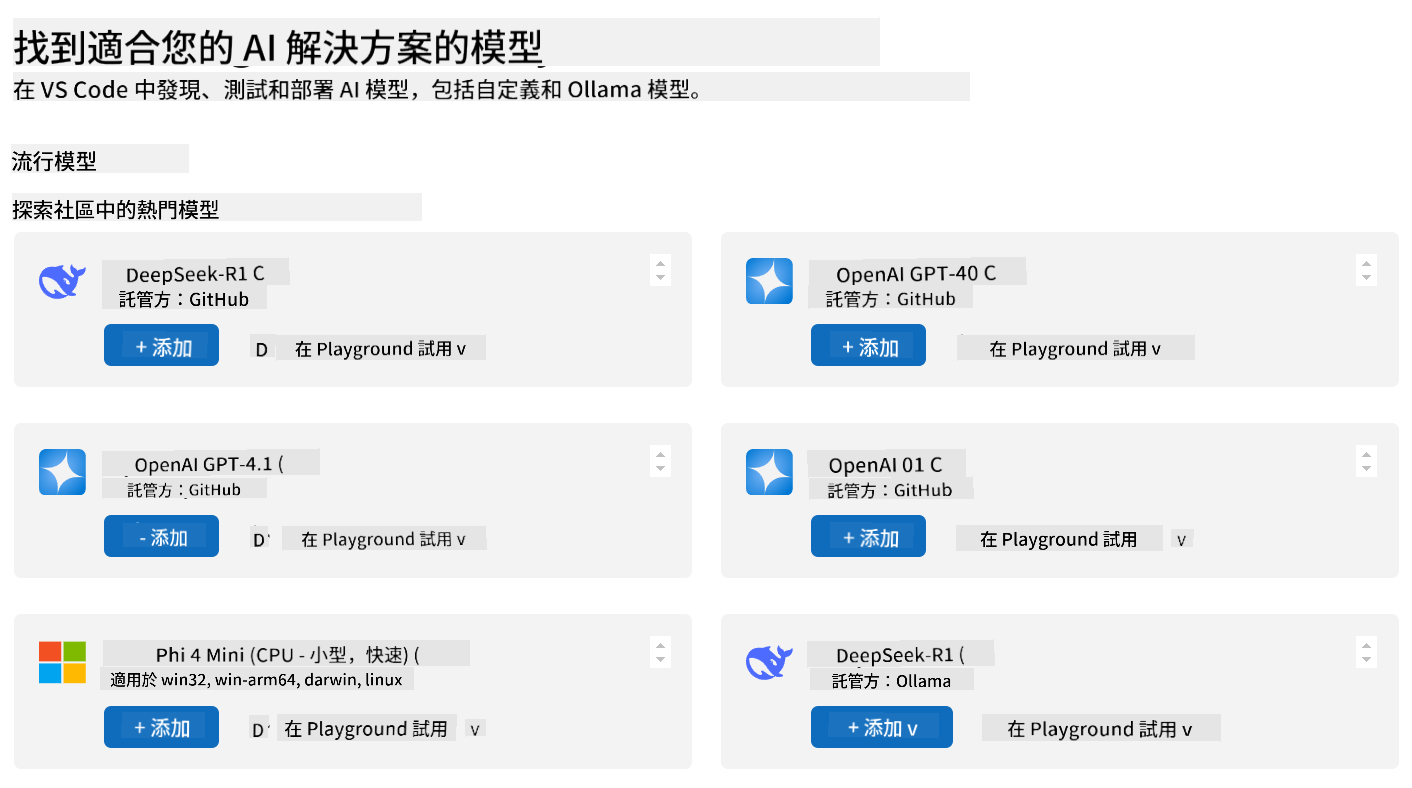 找到適合您的 AI 解決方案的模型
在 VS Code 中發現、測試和部署 AI 模型，包括自定義和 Ollama 模型。
流行模型
探索社區中的熱門模型
DeepSeek-R1 C
託管方：GitHub
+ 添加
D 在 Playground 試用 v
OpenAI GPT-40 C
託管方：GitHub
+ 添加
在 Playground 試用 v
OpenAI GPT-4.1 (
託管方：GitHub
- 添加
D 在 Playground 試用 v
OpenAI 01 C
託管方：GitHub
+ 添加
在 Playground 試用 v
Phi 4 Mini (CPU - 小型，快速) (
適用於 win32, win-arm64, darwin, linux
+ 添加
D 在 Playground 試用 v
DeepSeek-R1 (
託管方：Ollama
+ 添加 v
在 Playground 試用 v